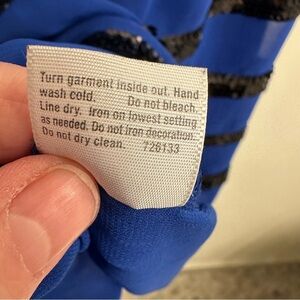 Turn garment inside out. Hand
wash cold. Do not bleach.
Line dry. Iron on lowest setting
as needed. Do not iron decoration.
Do not dry clean. 726133